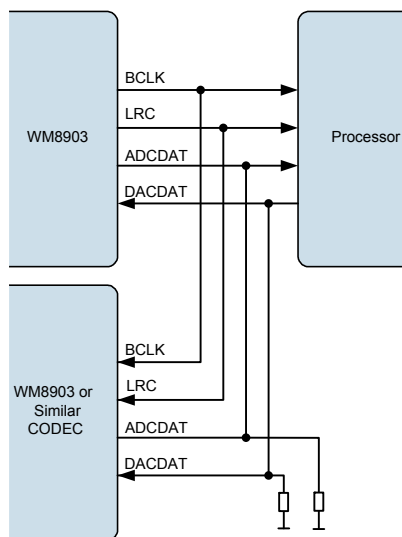 BCLK
LRC
WM8903
Processor
ADCDAT
DACDAT
BCLK
LRC
WM8903 or
Similar
CODEC
ADCDAT
DACDAT